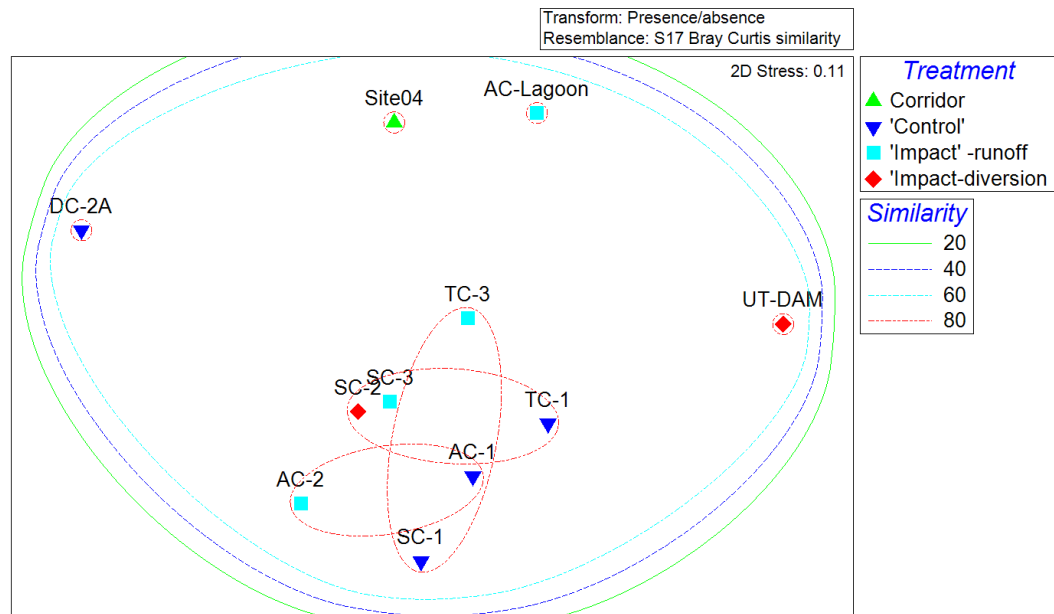 Transform: Presence/absence
Resemblance: S17 Bray Curtis similarity
2D Stress: 0.11
Treatment
Corridor
'Control'
'Impact' -runoff
'Impact-diversion
Similarity
20
40
60
80
Site04
AC-Lagoon
DC-2A
TC-3
UT-DAM
SC-3
SC-2
TC-1
AC-1
AC-2
SC-1